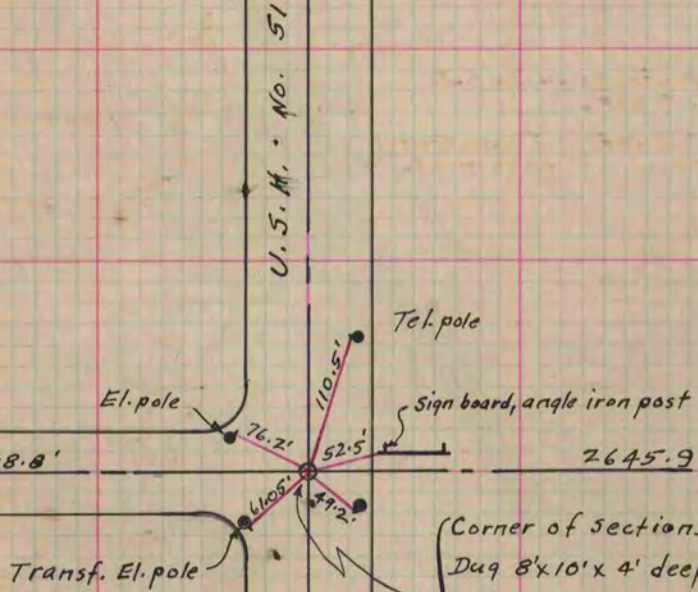 U.S.H. · No. 51
Tel. pole
El. pole
110.5'
Sign board, angle iron post
76.2'
52.5'
8.8'
2645.9
61.05'
49.2'
Corner of section
Transf. El. pole
Dug 8'x10'x 4' deep